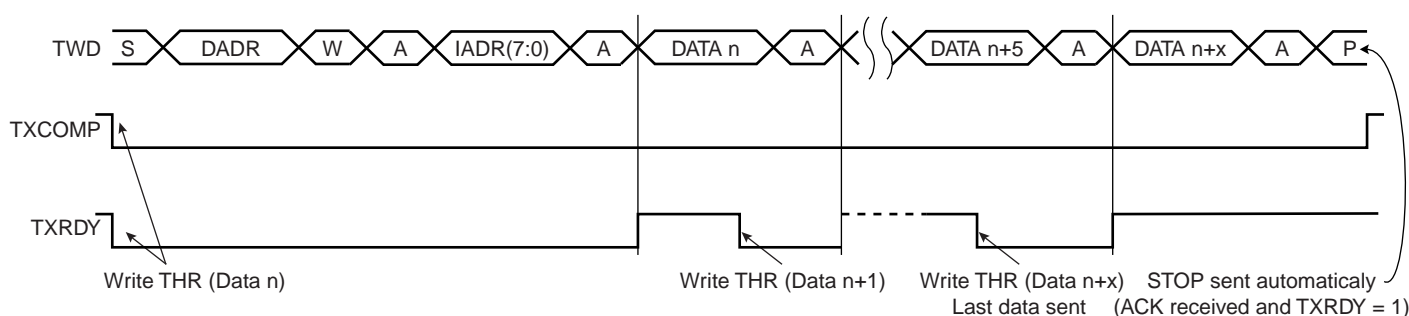 TWD S DADR W A IADR(7:0) A DATA n A DATA n+5 A DATA n+x A P
TXCOMP
TXRDY
Write THR (Data n) Write THR (Data n+1) Write THR (Data n+x) STOP sent automaticaly
Last data sent (ACK received and TXRDY = 1)